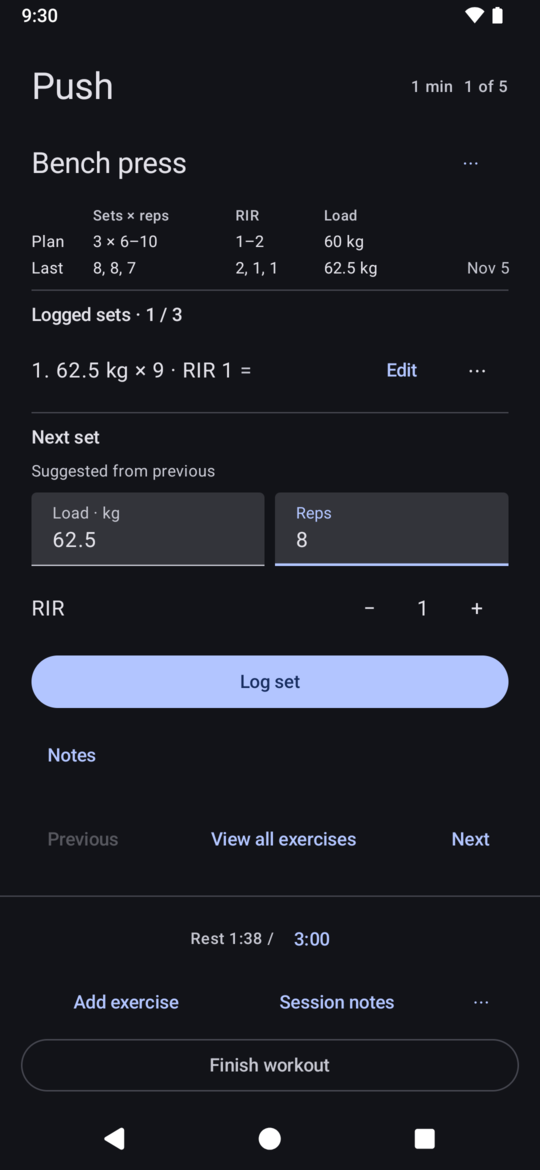 9:30
Push 1 min 1 of 5
Bench press ...
Sets × reps RIR Load
Plan 3 × 6–10 1–2 60 kg
Last 8, 8, 7 2, 1, 1 62.5 kg Nov 5
Logged sets · 1 / 3
1. 62.5 kg × 9 · RIR 1 = Edit ...
Next set
Suggested from previous
Load · kg Reps
62.5 8
RIR − 1 +
Log set
Notes
Previous View all exercises Next
Rest 1:38 / 3:00
Add exercise Session notes ...
Finish workout